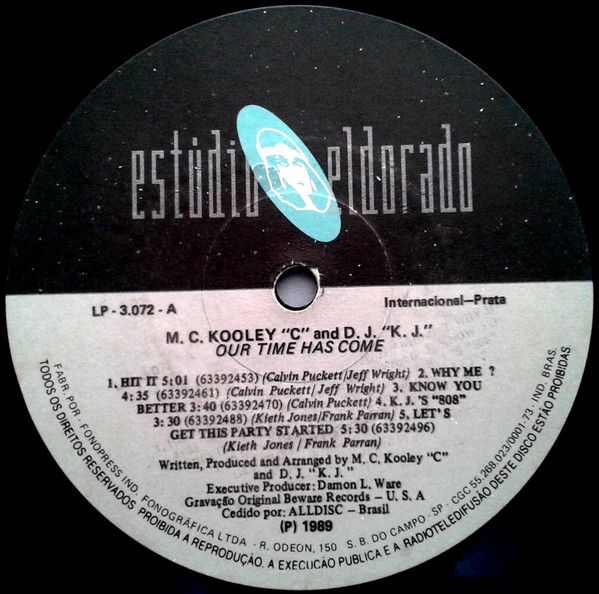 estúdio eldorado
LP - 3.072 - A
Internacional—Prata
M. C. KOOLEY "C" and D. J. "K. J."
OUR TIME HAS COME
1. HIT IT 5:01 (63392453) (Calvin Puckett/Jeff Wright) 2. WHY ME ?
4:35 (63392461) (Calvin Puckett/ Jeff Wright) 3. KNOW YOU
BETTER 3:40 (63392470) (Calvin Puckett) 4. K.J.'S "808"
3:30 (63392488) (Kieth Jones/Frank Parran) 5. LET'S
GET THIS PARTY STARTED 5:30 (63392496)
(Kieth Jones / Frank Parran)
Written, Produced and Arranged by M. C. Kooley "C"
and D. J. "K. J."
Executive Producer: Damon L. Ware
Gravação Original Beware Records — U. S. A
Cedido por: ALLDISC — Brasil
(P) 1989
FABR. POR - FONOPRESS IND. FONOGRÁFICA LTDA - R. ODEON, 150 S. B. DO CAMPO -SP - CGC 55.268.023/0001-73- IND. BRAS.
TODOS OS DIREITOS RESERVADOS PROIBIDA A REPRODUÇÃO, A EXECUÇÃO PUBLICA E A RADIOTELEDIFUSÃO DESTE DISCO ESTÃO PROIBIDAS.